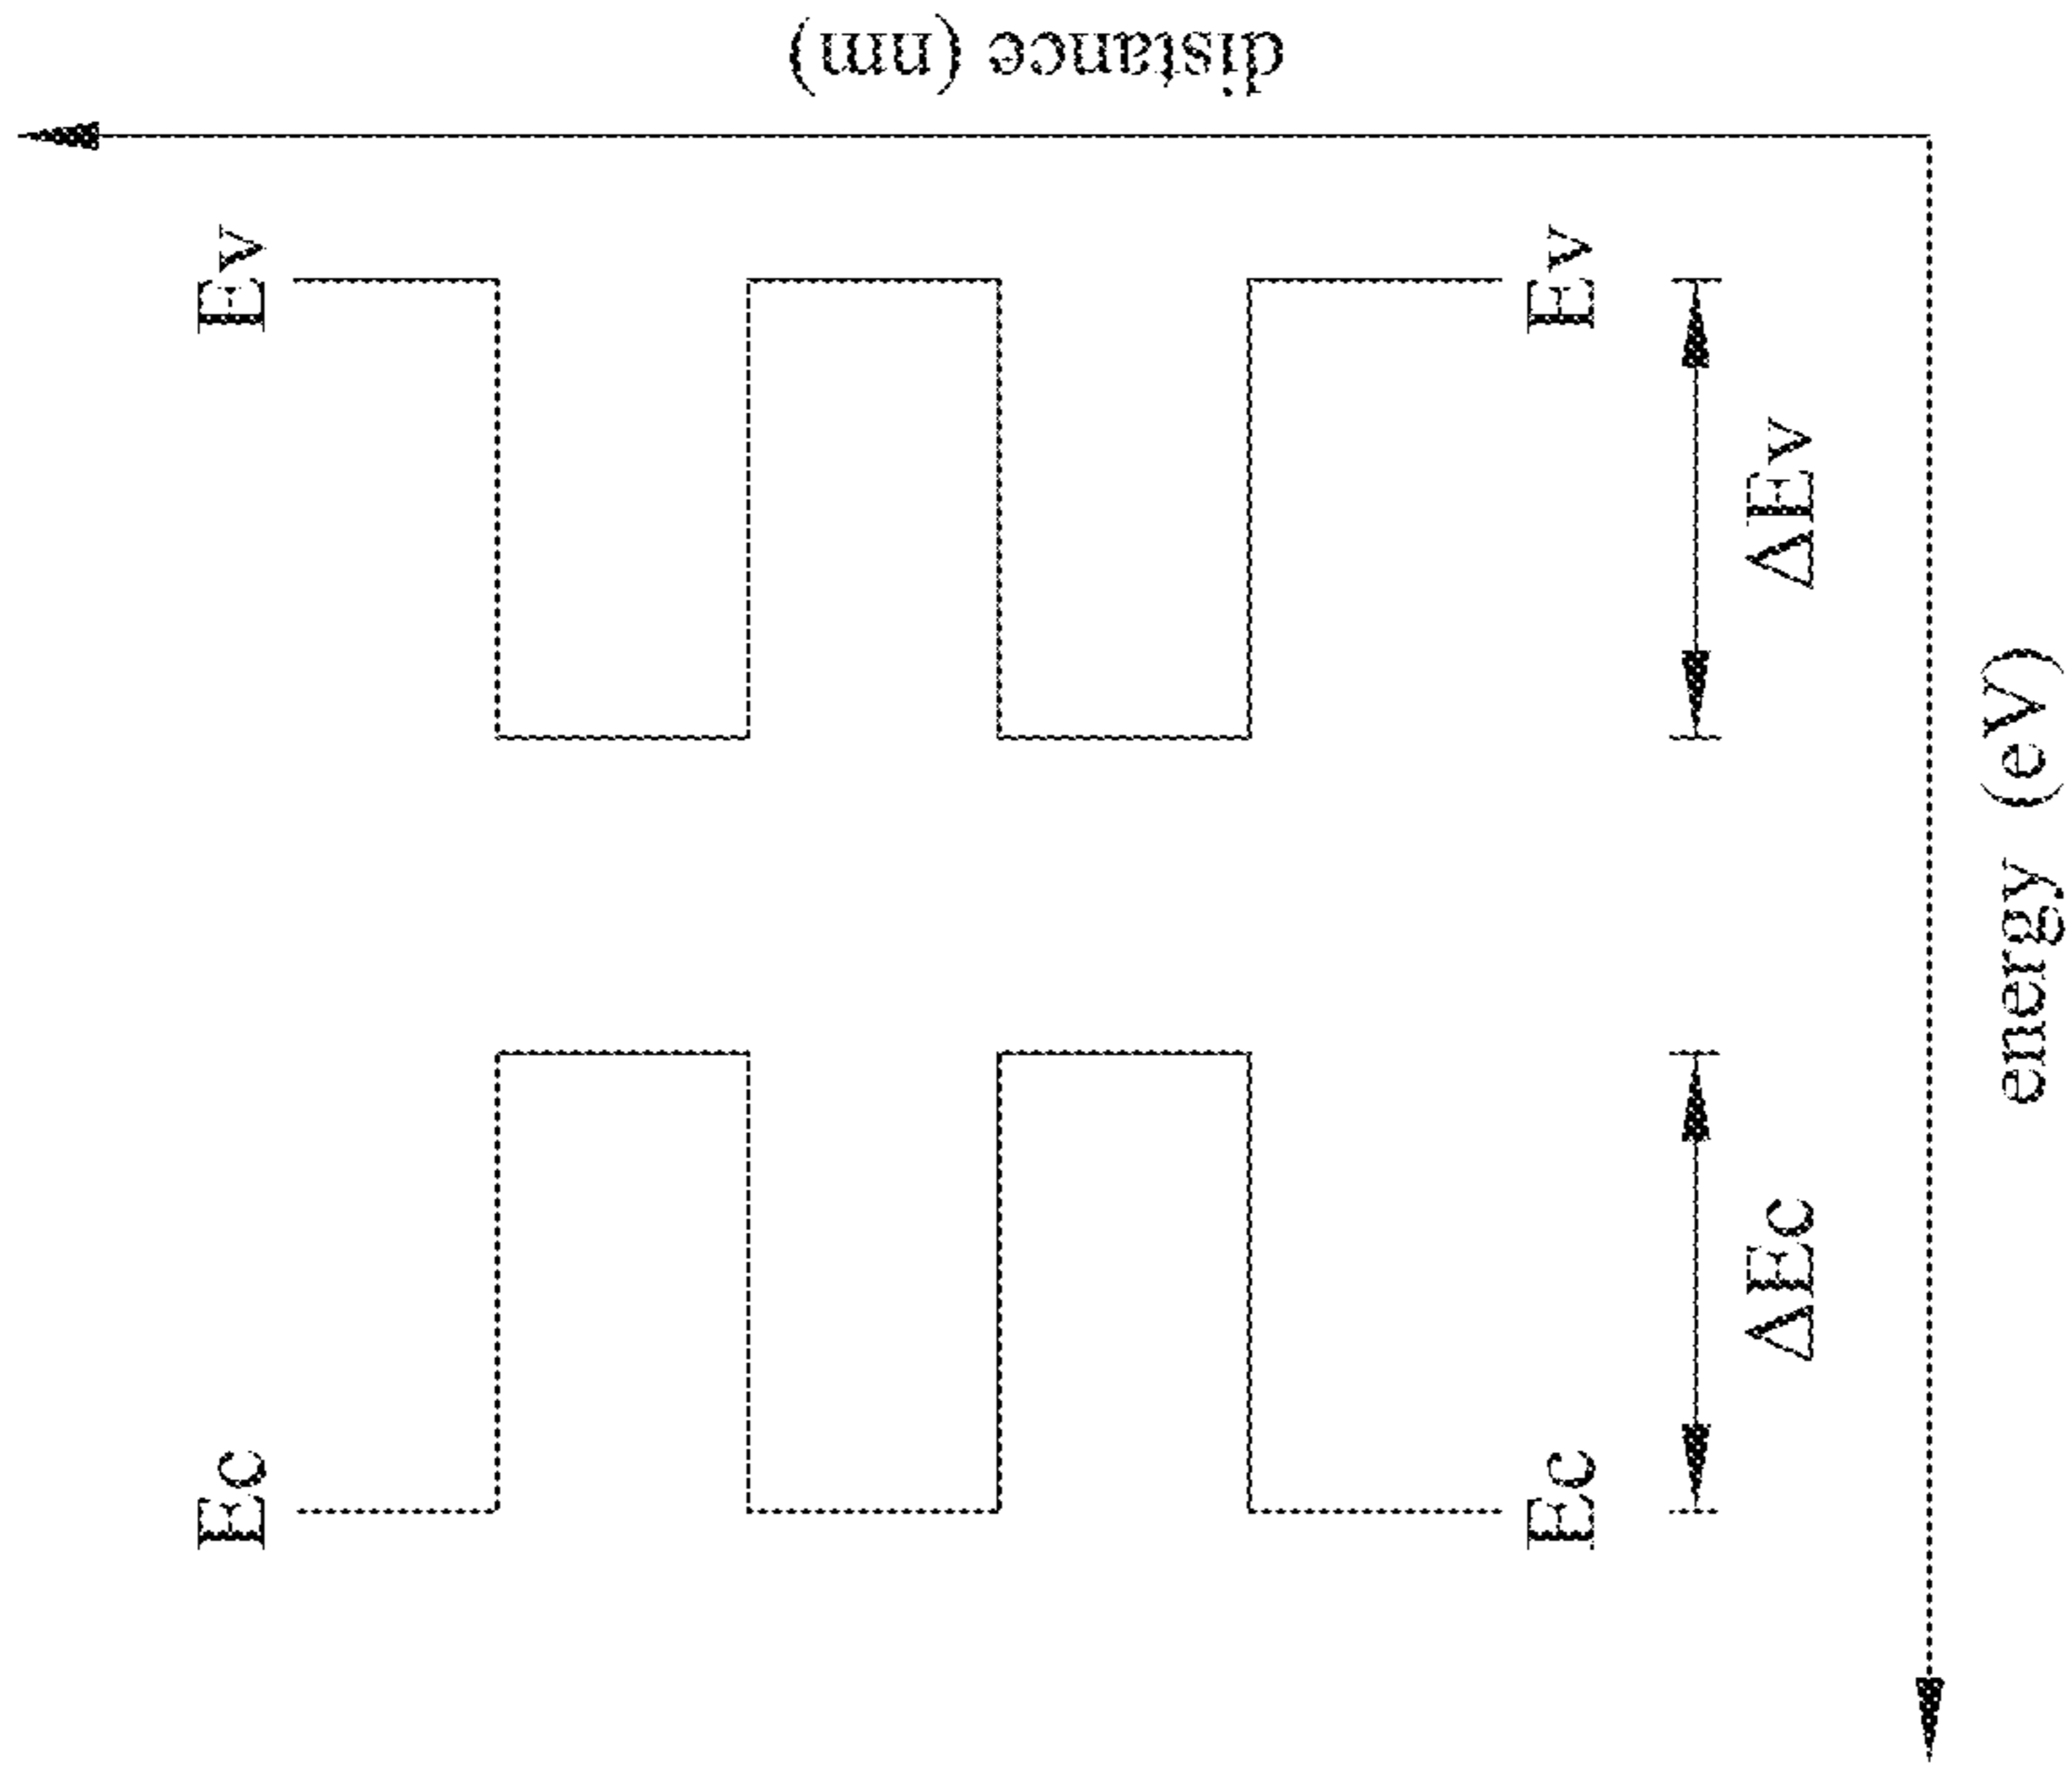 distance (nm)
Ev
Ev
ΔEv
energy (eV)
ΔEc
Ec
Ec